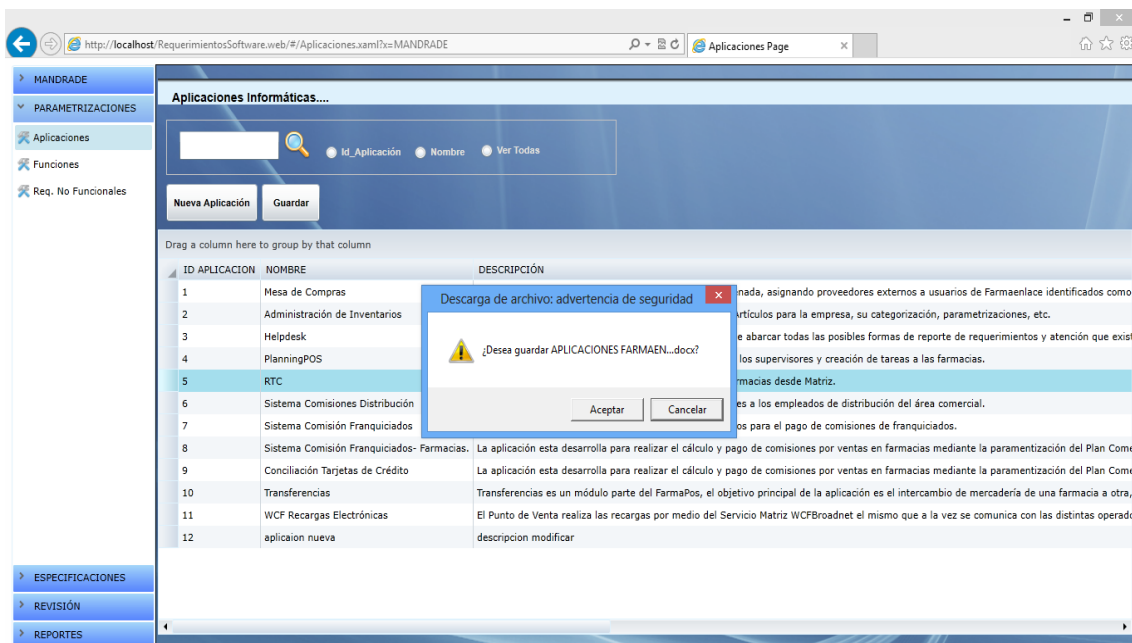 http://localhost/RequerimientosSoftware.web/#/Aplicaciones.xaml?x=MANDRADE
Aplicaciones Page
MANDRADE
PARAMETRIZACIONES
Aplicaciones
Funciones
Req. No Funcionales
ESPECIFICACIONES
REVISIÓN
REPORTES
Aplicaciones Informáticas....
Id_Aplicación Nombre Ver Todas
Nueva Aplicación Guardar
Drag a column here to group by that column
ID APLICACION NOMBRE DESCRIPCIÓN
1 Mesa de Compras enada, asignando proveedores externos a usuarios de Farmaenlace identificados como
2 Administración de Inventarios Artículos para la empresa, su categorización, parametrizaciones, etc.
3 Helpdesk e abarcar todas las posibles formas de reporte de requerimientos y atención que exist
4 PlanningPOS los supervisores y creación de tareas a las farmacias.
5 RTC rmacias desde Matriz.
6 Sistema Comisiones Distribución es a los empleados de distribución del área comercial.
7 Sistema Comisión Franquiciados os para el pago de comisiones de franquiciados.
8 Sistema Comisión Franquiciados- Farmacias. La aplicación esta desarrolla para realizar el cálculo y pago de comisiones por ventas en farmacias mediante la paramentización del Plan Come
9 Conciliación Tarjetas de Crédito La aplicación esta desarrolla para realizar el cálculo y pago de comisiones por ventas en farmacias mediante la paramentización del Plan Come
10 Transferencias Transferencias es un módulo parte del FarmaPos, el objetivo principal de la aplicación es el intercambio de mercadería de una farmacia a otra,
11 WCF Recargas Electrónicas El Punto de Venta realiza las recargas por medio del Servicio Matriz WCFBroadnet el mismo que a la vez se comunica con las distintas operado
12 aplicaion nueva descripcion modificar
Descarga de archivo: advertencia de seguridad
¿Desea guardar APLICACIONES FARMAEN...docx?
Aceptar Cancelar